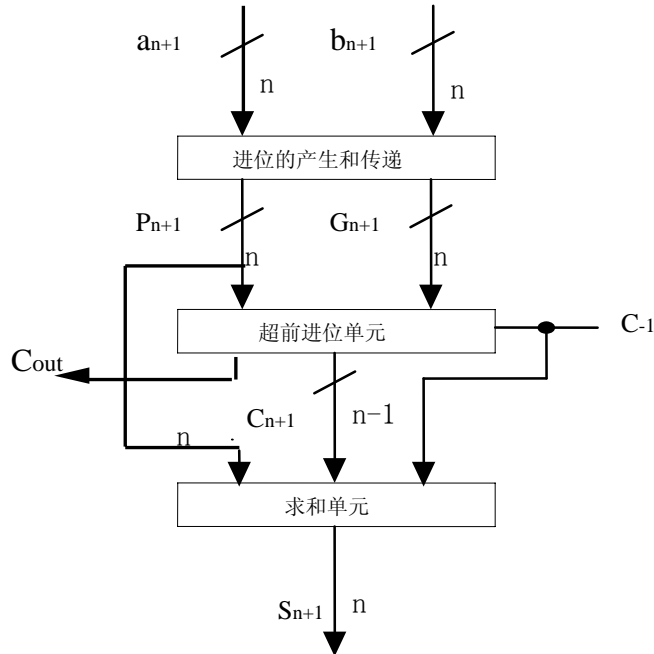 an+1 bn+1
n n
进位的产生和传递
Pn+1 Gn+1
n n
超前进位单元
C-1
Cout
Cn+1 n-1
n
求和单元
Sn+1 n